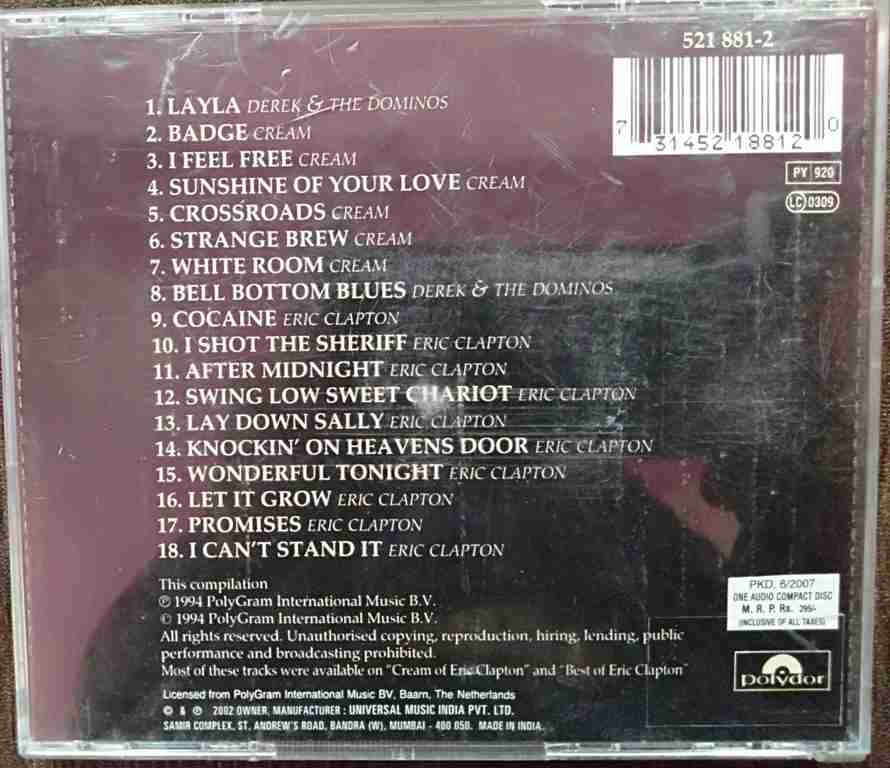 521 881-2
7 31452 18812 0
PY 920
LC 0309
1. LAYLA DEREK & THE DOMINOS
2. BADGE CREAM
3. I FEEL FREE CREAM
4. SUNSHINE OF YOUR LOVE CREAM
5. CROSSROADS CREAM
6. STRANGE BREW CREAM
7. WHITE ROOM CREAM
8. BELL BOTTOM BLUES DEREK & THE DOMINOS
9. COCAINE ERIC CLAPTON
10. I SHOT THE SHERIFF ERIC CLAPTON
11. AFTER MIDNIGHT ERIC CLAPTON
12. SWING LOW SWEET CHARIOT ERIC CLAPTON
13. LAY DOWN SALLY ERIC CLAPTON
14. KNOCKIN' ON HEAVENS DOOR ERIC CLAPTON
15. WONDERFUL TONIGHT ERIC CLAPTON
16. LET IT GROW ERIC CLAPTON
17. PROMISES ERIC CLAPTON
18. I CAN'T STAND IT ERIC CLAPTON
This compilation
℗ 1994 PolyGram International Music B.V.
© 1994 PolyGram International Music B.V.
All rights reserved. Unauthorised copying, reproduction, hiring, lending, public
performance and broadcasting prohibited.
Most of these tracks were available on "Cream of Eric Clapton" and "Best of Eric Clapton"
Licensed from PolyGram International Music BV, Baarn, The Netherlands
© & ℗ 2002 OWNER, MANUFACTURER : UNIVERSAL MUSIC INDIA PVT. LTD.
SAMIR COMPLEX, ST. ANDREW'S ROAD, BANDRA (W), MUMBAI - 400 050. MADE IN INDIA.
PKD. 6/2007
ONE AUDIO COMPACT DISC
M. R. P. Rs. 295/-
(INCLUSIVE OF ALL TAXES)
polydor